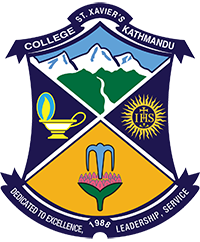 ST. XAVIER'S
COLLEGE KATHMANDU
IHS
DEDICATED TO EXCELLENCE, LEADERSHIP, SERVICE
1988